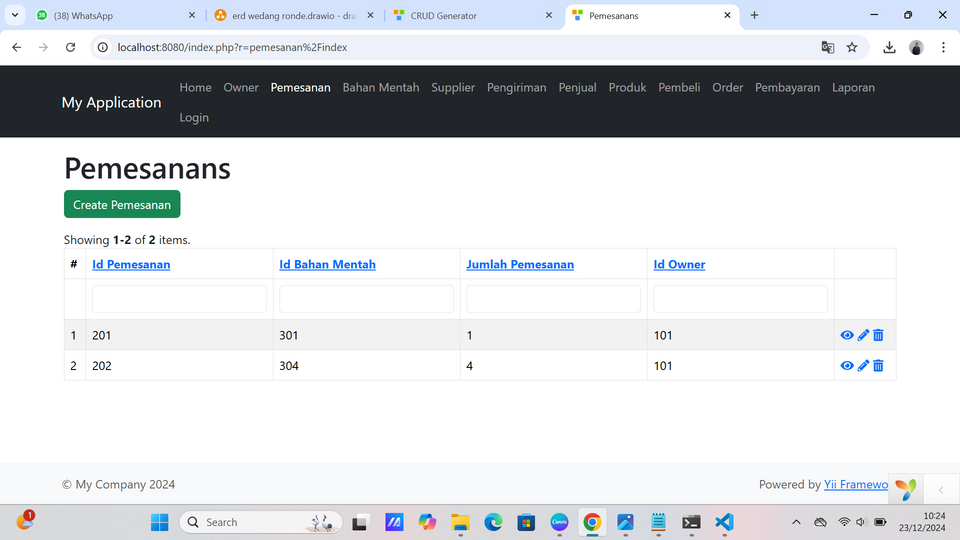 (38) WhatsApp
erd wedang ronde.drawio - dra
CRUD Generator
Pemesanans
localhost:8080/index.php?r=pemesanan%2Findex
My Application
Home Owner Pemesanan Bahan Mentah Supplier Pengiriman Penjual Produk Pembeli Order Pembayaran Laporan
Login
Pemesanans
Create Pemesanan
Showing 1-2 of 2 items.
# Id Pemesanan Id Bahan Mentah Jumlah Pemesanan Id Owner
1 201 301 1 101
2 202 304 4 101
© My Company 2024
Powered by Yii Framewo
1
Search
Canva
10:24
23/12/2024